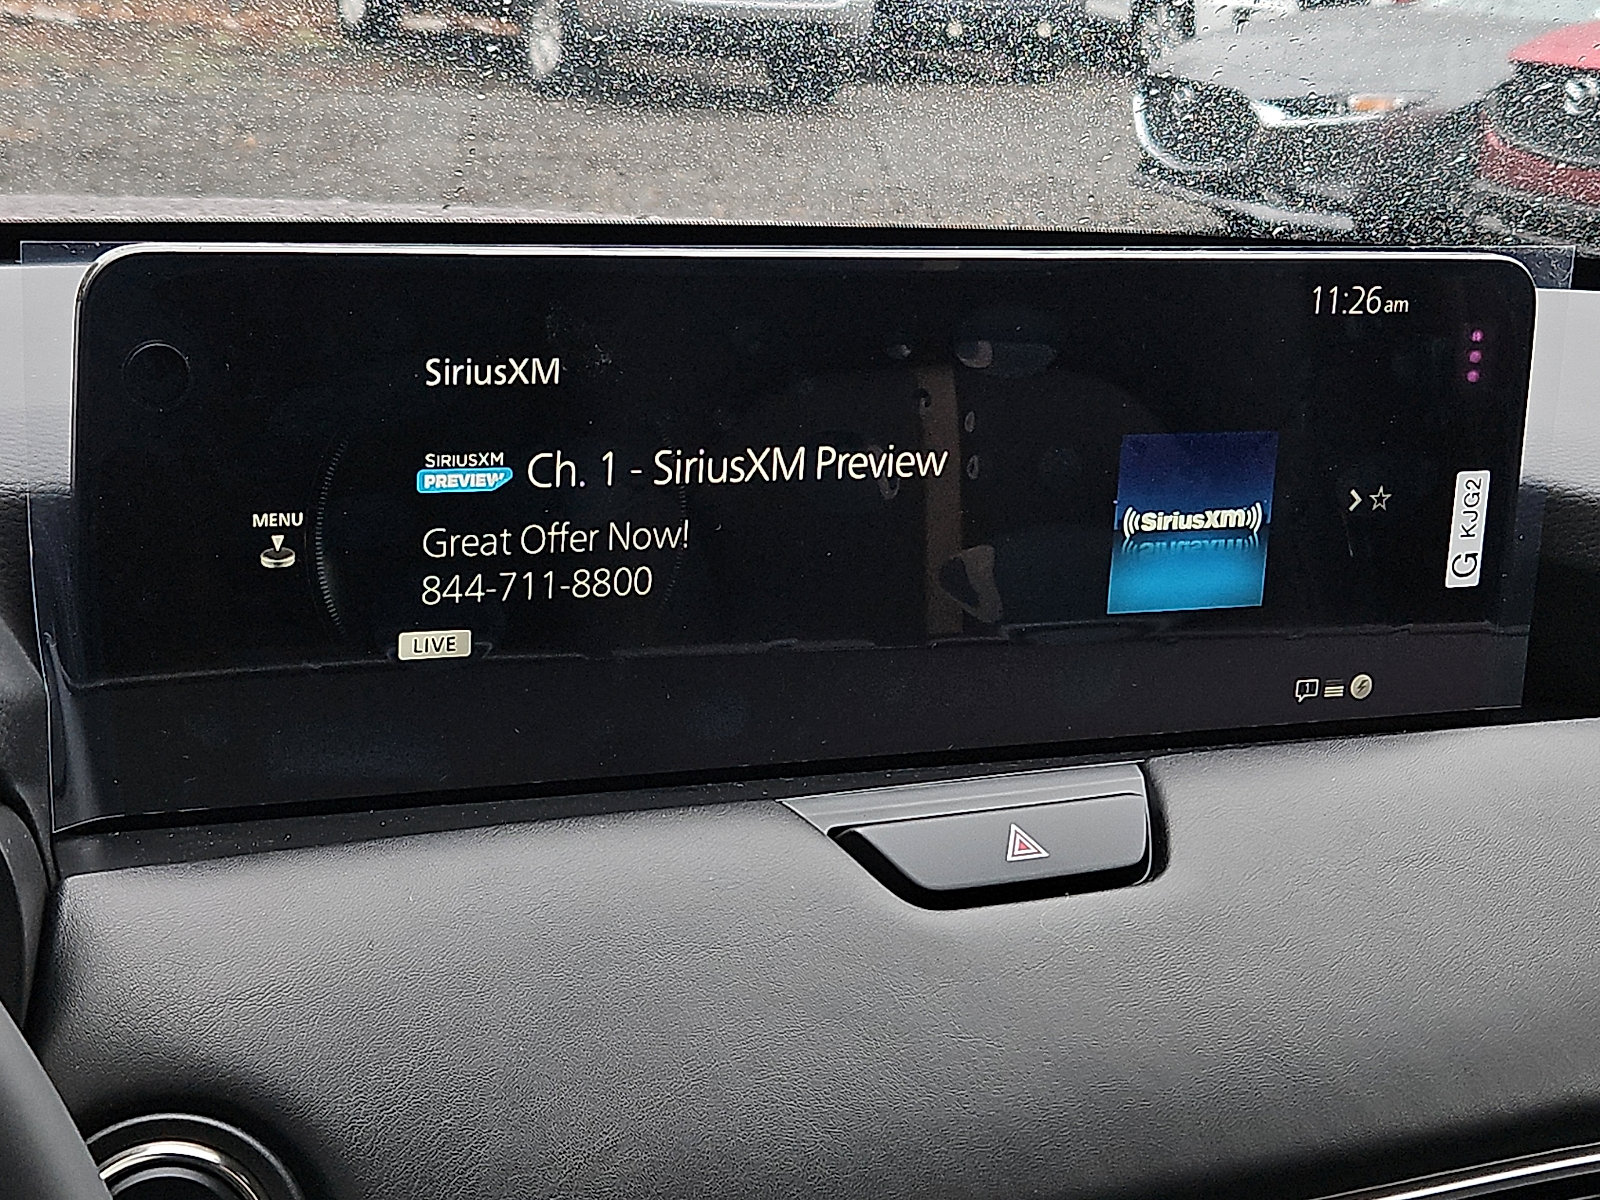 11:26am
SiriusXM
SIRIUSXM
PREVIEW
Ch. 1 - SiriusXM Preview
MENU
Great Offer Now!
844-711-8800
LIVE
((SiriusXM))
G KJG2
1